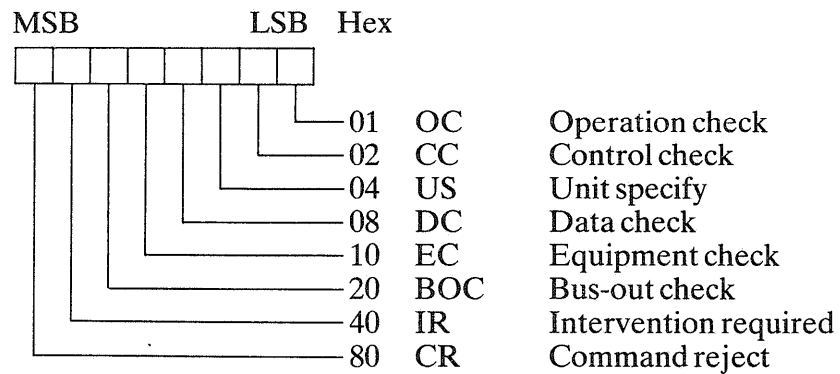 MSB LSB Hex
01 OC Operation check
02 CC Control check
04 US Unit specify
08 DC Data check
10 EC Equipment check
20 BOC Bus-out check
40 IR Intervention required
80 CR Command reject